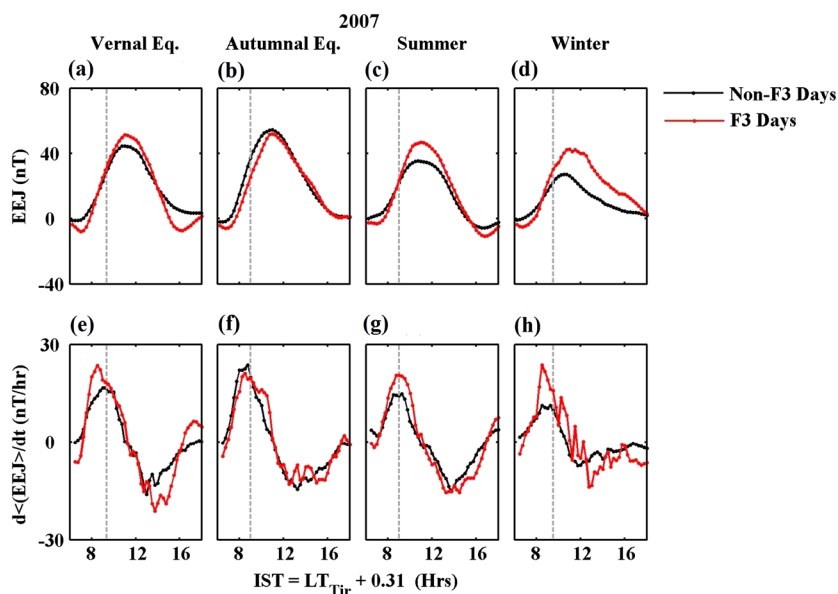 2007
Vernal Eq. Autumnal Eq. Summer Winter
(a) (b) (c) (d)
80
40
0
-40
EEJ (nT)
Non-F3 Days
F3 Days
(e) (f) (g) (h)
30
0
-30
d<(EEJ>/dt (nT/hr)
8 12 16 8 12 16 8 12 16 8 12 16
IST = LT_Tir + 0.31 (Hrs)